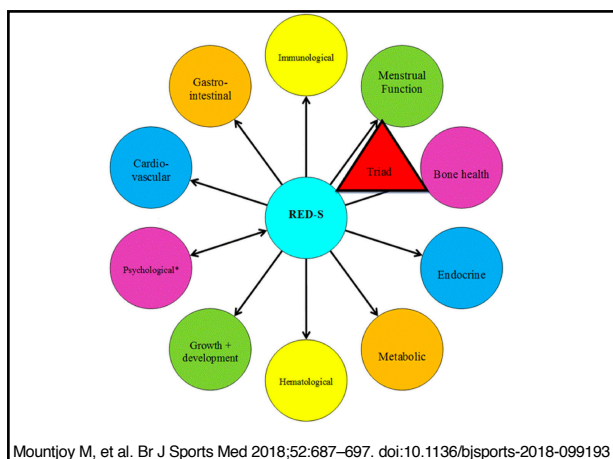 Immunological
Gastro-
intestinal
Menstrual
Function
Cardio-
vascular
Triad
Bone health
RED-S
Psychological*
Endocrine
Growth +
development
Metabolic
Hematological
Mountjoy M, et al. Br J Sports Med 2018;52:687–697. doi:10.1136/bjsports-2018-099193